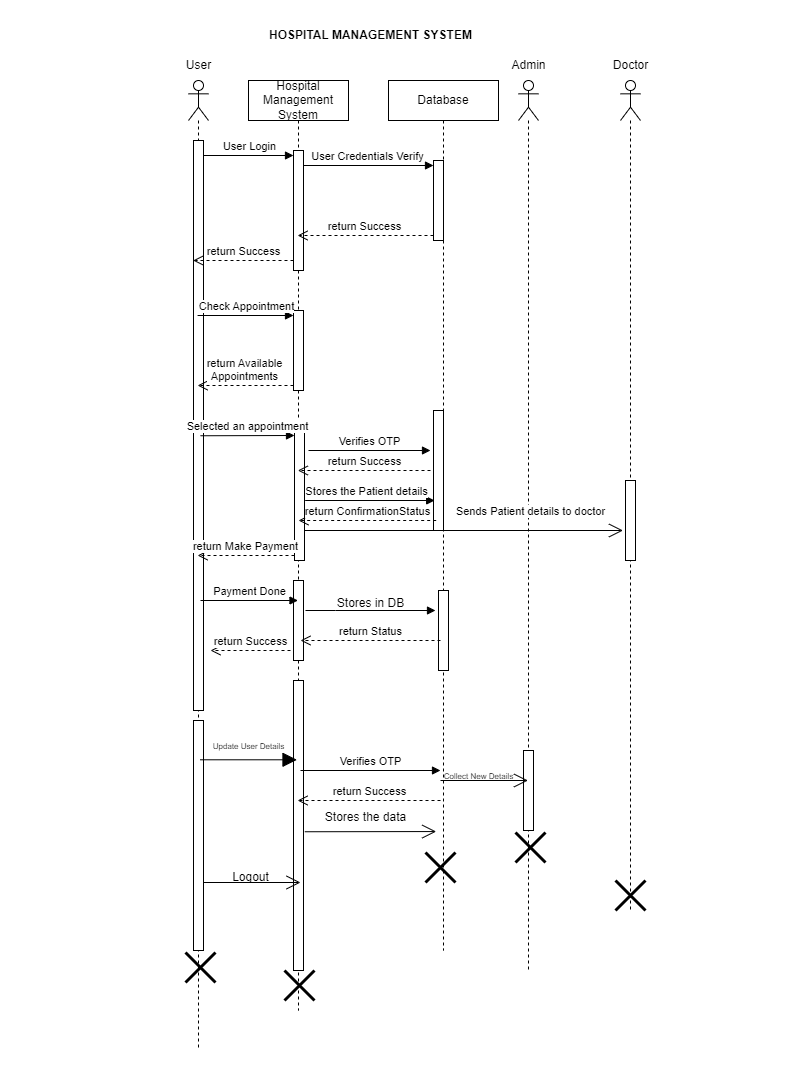 HOSPITAL MANAGEMENT SYSTEM
User
Admin
Doctor
Hospital
Management
System
Database
User Login
User Credentials Verify
return Success
return Success
Check Appointment
return Available
Appointments
Selected an appointment
Verifies OTP
return Success
Stores the Patient details
return ConfirmationStatus
Sends Patient details to doctor
return Make Payment
Payment Done
Stores in DB
return Status
return Success
Update User Details
Verifies OTP
Collect New Details
return Success
Stores the data
Logout